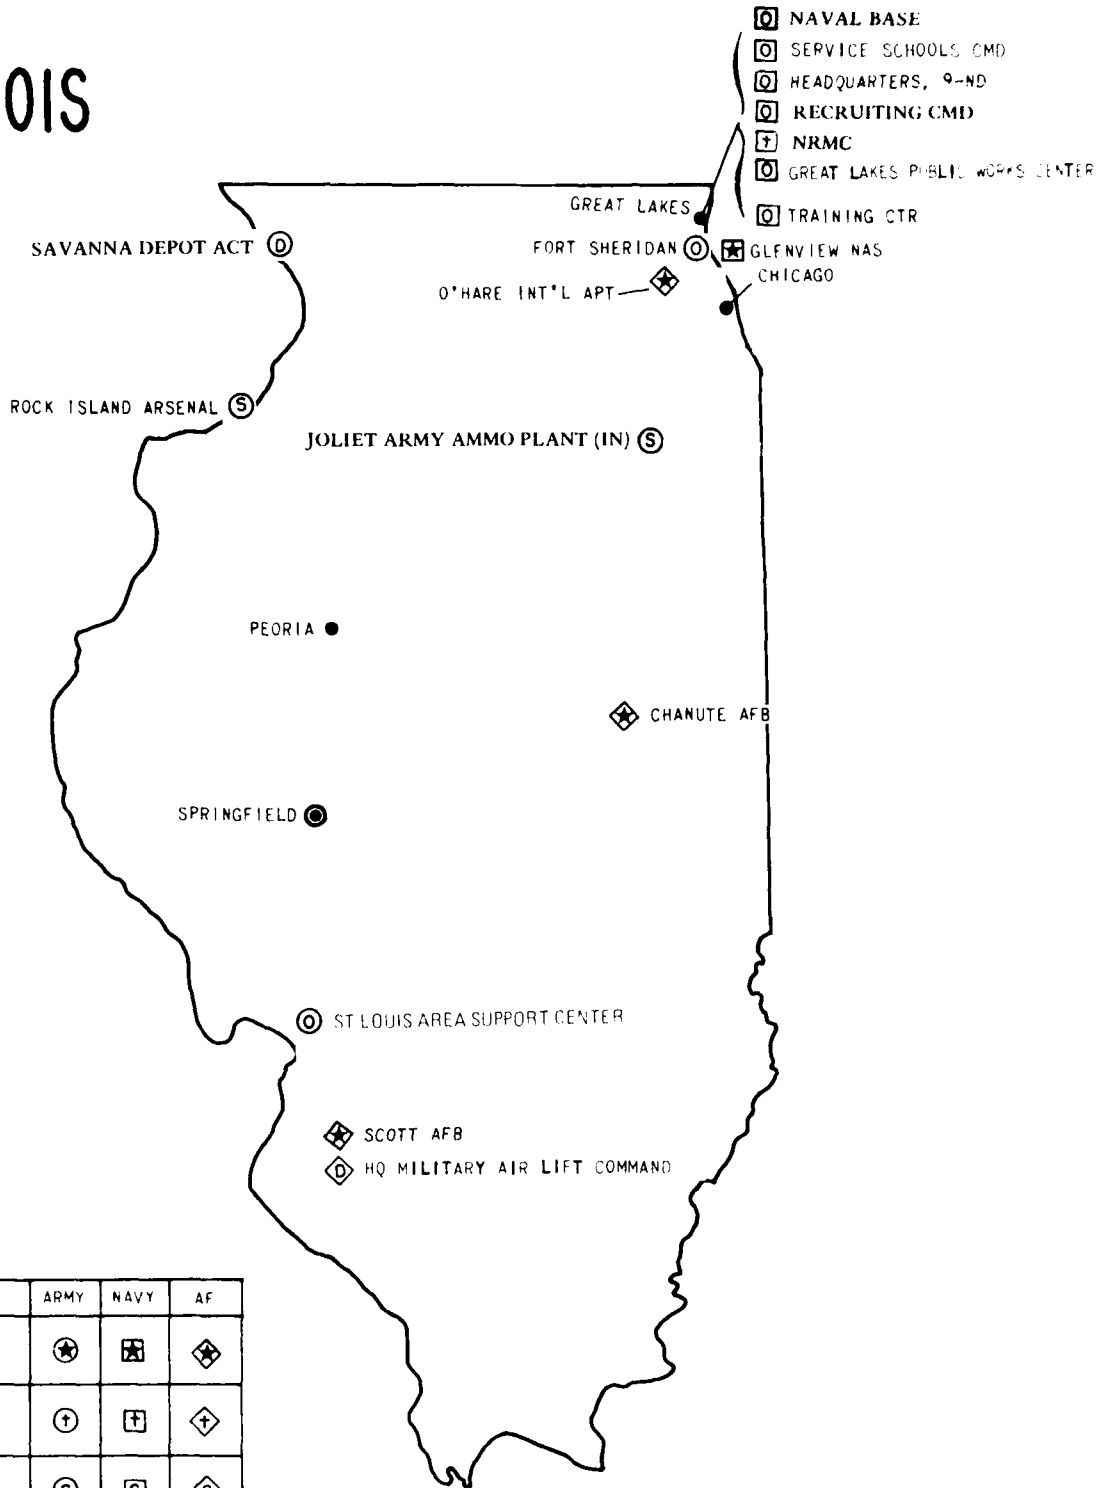 OIS
NAVAL BASE
SERVICE SCHOOLS CMD
HEADQUARTERS, 9-ND
RECRUITING CMD
NRMC
GREAT LAKES PUBLIC WORKS CENTER
TRAINING CTR
GREAT LAKES
SAVANNA DEPOT ACT D
FORT SHERIDAN O
GLENVIEW NAS
CHICAGO
O'HARE INT'L APT
ROCK ISLAND ARSENAL S
JOLIET ARMY AMMO PLANT (IN) S
PEORIA
CHANUTE AFB
SPRINGFIELD
O ST LOUIS AREA SUPPORT CENTER
SCOTT AFB
D HQ MILITARY AIR LIFT COMMAND
ARMY NAVY AF